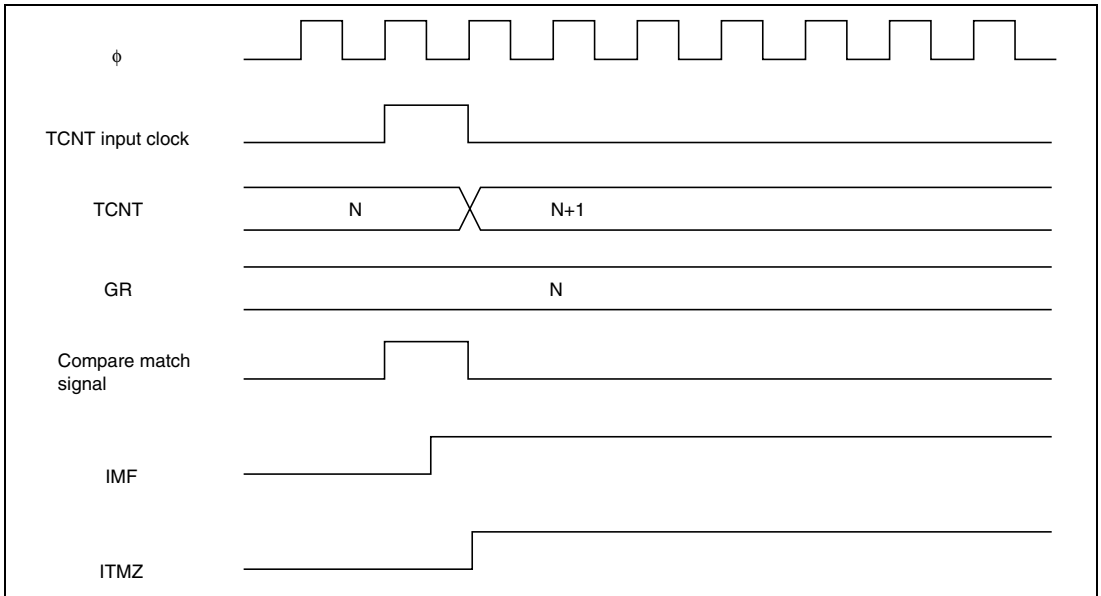 ϕ
TCNT input clock
TCNT
N
N+1
GR
N
Compare match
signal
IMF
ITMZ